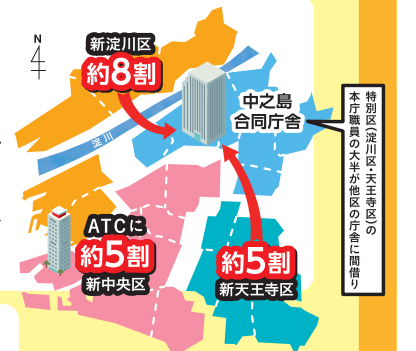 N
新淀川区
約8割
淀川
中之島
合同庁舎
特別区(淀川区・天王寺区)の
本庁職員の大半が他区の庁舎に間借り
ATCに
約5割
新中央区
約5割
新天王寺区